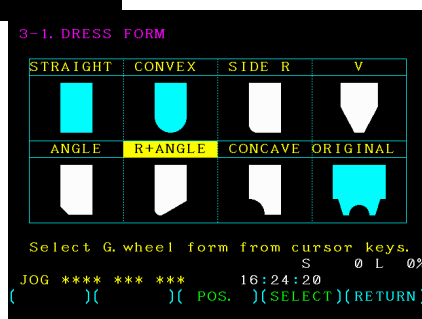 3-1. DRESS FORM
STRAIGHT CONVEX SIDE R V
ANGLE R+ANGLE CONCAVE ORIGINAL
Select G.wheel form from cursor keys.
S 0 L 0%
JOG **** *** *** 16:24:20
( )( )( POS. )(SELECT)(RETURN)